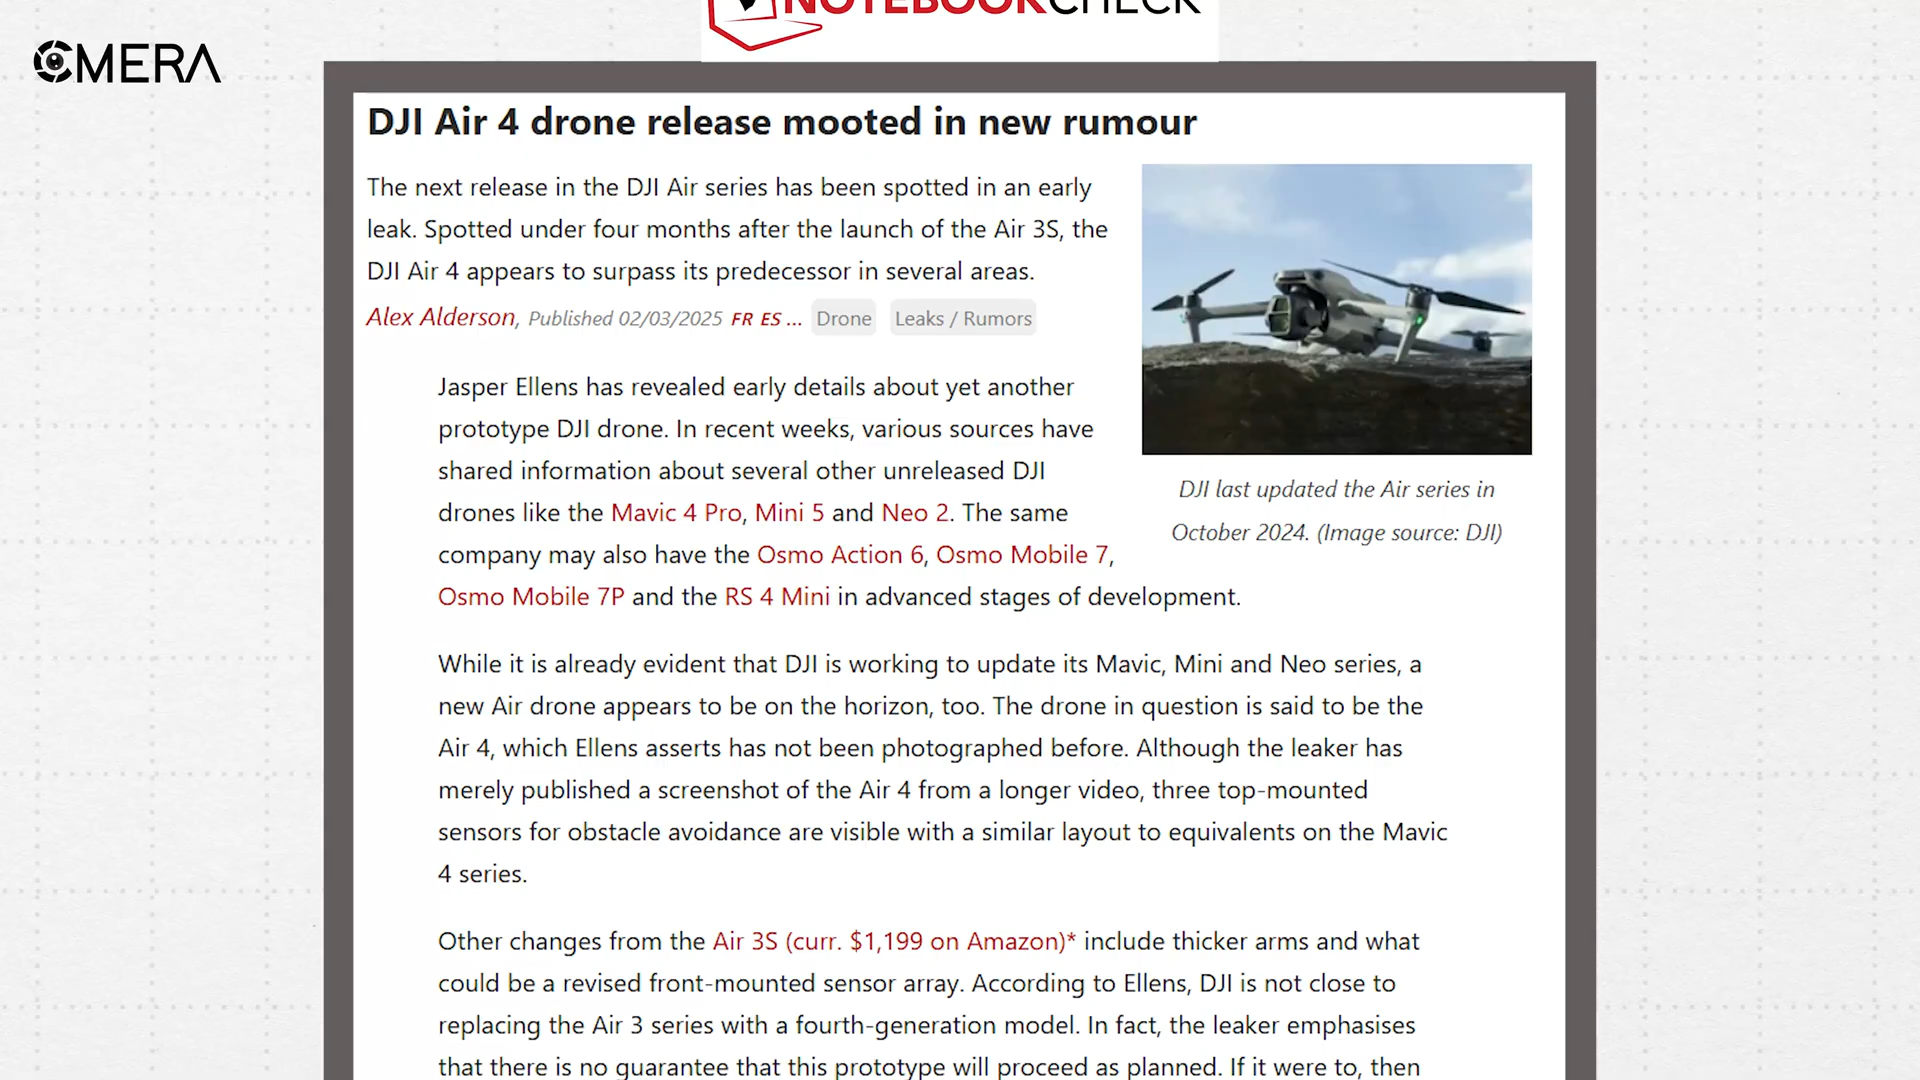 NOTEBOOKCHECK
CMERA
DJI Air 4 drone release mooted in new rumour
The next release in the DJI Air series has been spotted in an early
leak. Spotted under four months after the launch of the Air 3S, the
DJI Air 4 appears to surpass its predecessor in several areas.
Alex Alderson, Published 02/03/2025 FR ES ... Drone Leaks / Rumors
Jasper Ellens has revealed early details about yet another
prototype DJI drone. In recent weeks, various sources have
shared information about several other unreleased DJI
drones like the Mavic 4 Pro, Mini 5 and Neo 2. The same
company may also have the Osmo Action 6, Osmo Mobile 7,
Osmo Mobile 7P and the RS 4 Mini in advanced stages of development.
DJI last updated the Air series in
October 2024. (Image source: DJI)
While it is already evident that DJI is working to update its Mavic, Mini and Neo series, a
new Air drone appears to be on the horizon, too. The drone in question is said to be the
Air 4, which Ellens asserts has not been photographed before. Although the leaker has
merely published a screenshot of the Air 4 from a longer video, three top-mounted
sensors for obstacle avoidance are visible with a similar layout to equivalents on the Mavic
4 series.
Other changes from the Air 3S (curr. $1,199 on Amazon)* include thicker arms and what
could be a revised front-mounted sensor array. According to Ellens, DJI is not close to
replacing the Air 3 series with a fourth-generation model. In fact, the leaker emphasises
that there is no guarantee that this prototype will proceed as planned. If it were to, then